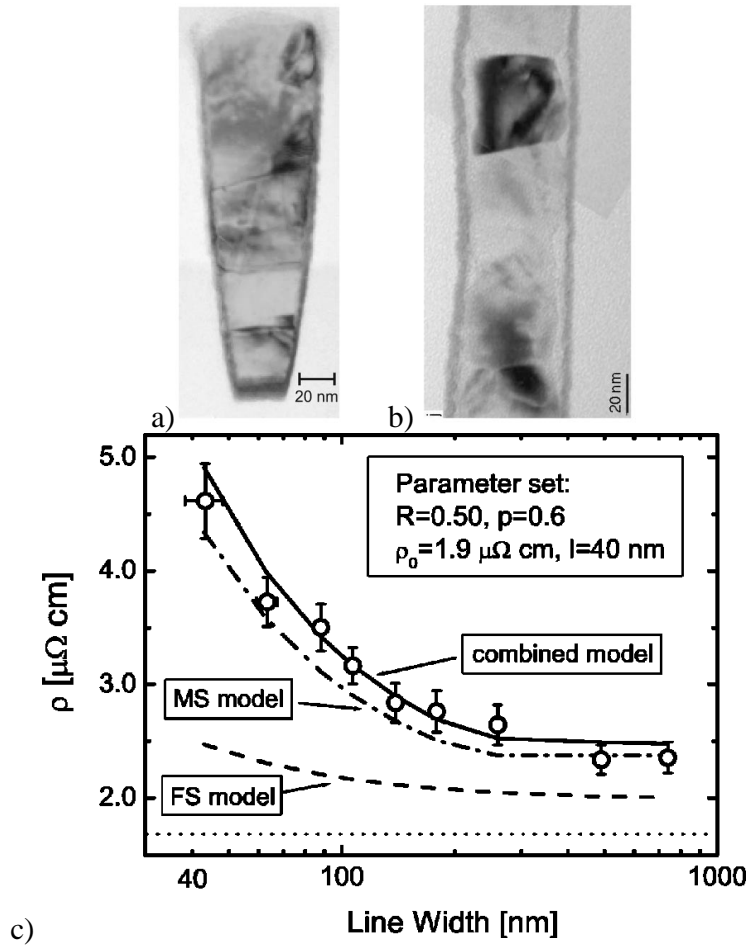 20 nm
20 nm
a)
b)
5.0
4.0
3.0
2.0
ρ [μΩ cm]
Parameter set:
R=0.50, p=0.6
ρ₀=1.9 μΩ cm, l=40 nm
combined model
MS model
FS model
40
100
1000
Line Width [nm]
c)